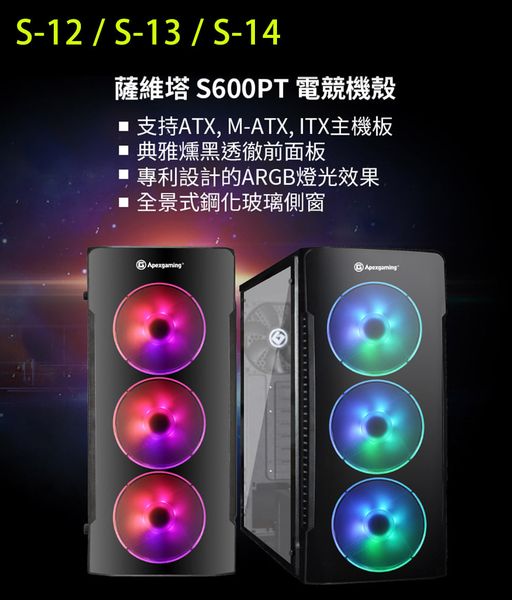 S-12 / S-13 / S-14
薩維塔 S600PT 電競機殼
■ 支持ATX, M-ATX, ITX主機板
■ 典雅燻黑透徹前面板
■ 專利設計的ARGB燈光效果
■ 全景式鋼化玻璃側窗
Apexgaming
Apexgaming